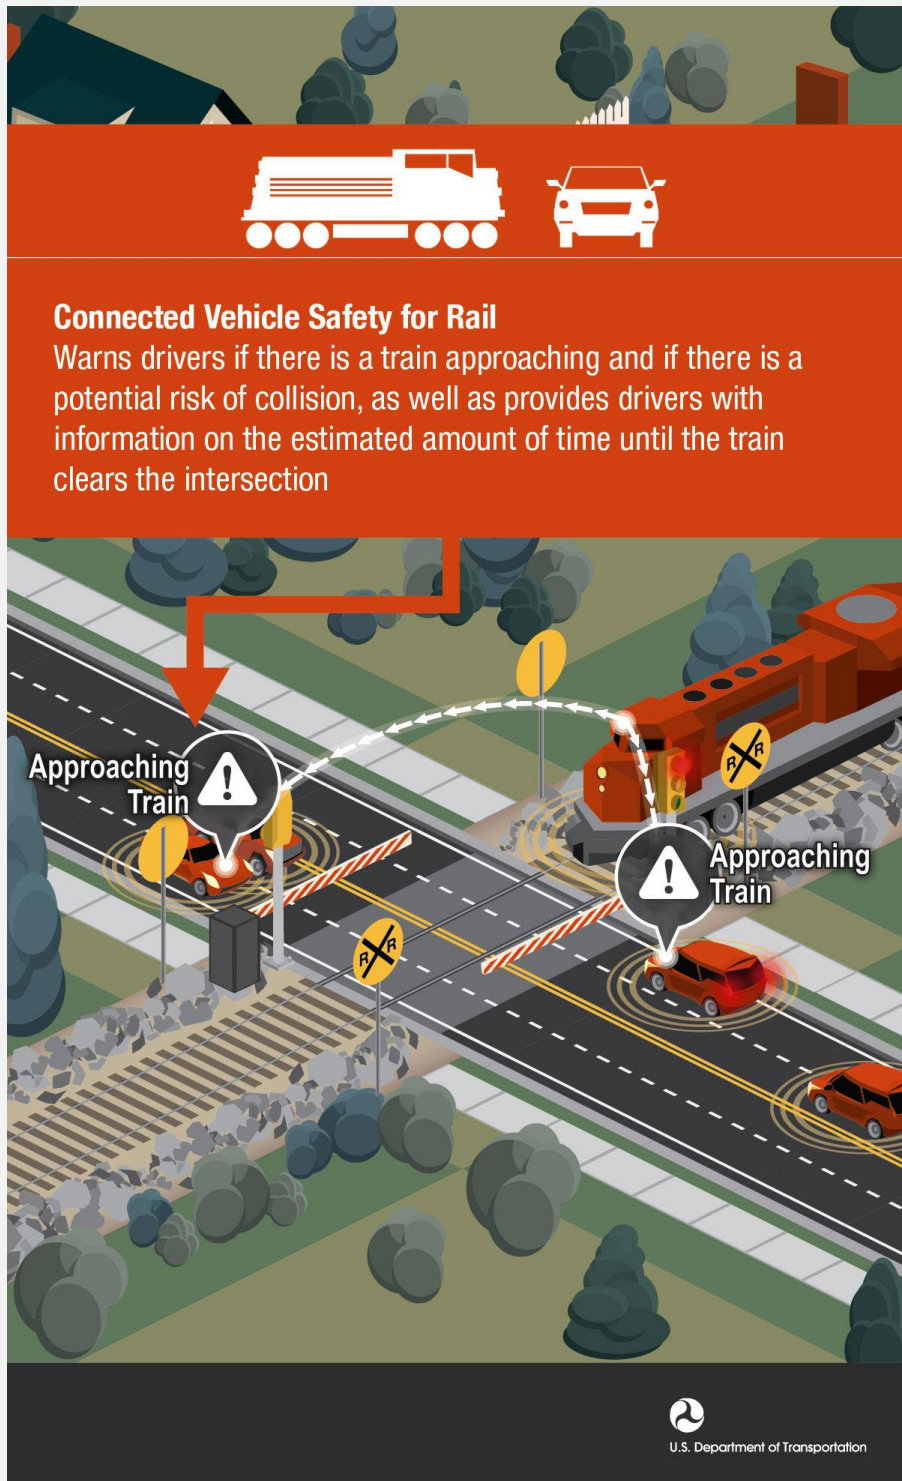 Connected Vehicle Safety for Rail
Warns drivers if there is a train approaching and if there is a
potential risk of collision, as well as provides drivers with
information on the estimated amount of time until the train
clears the intersection
R R
Approaching
Train
!
!
Approaching
Train
R R
U.S. Department of Transportation